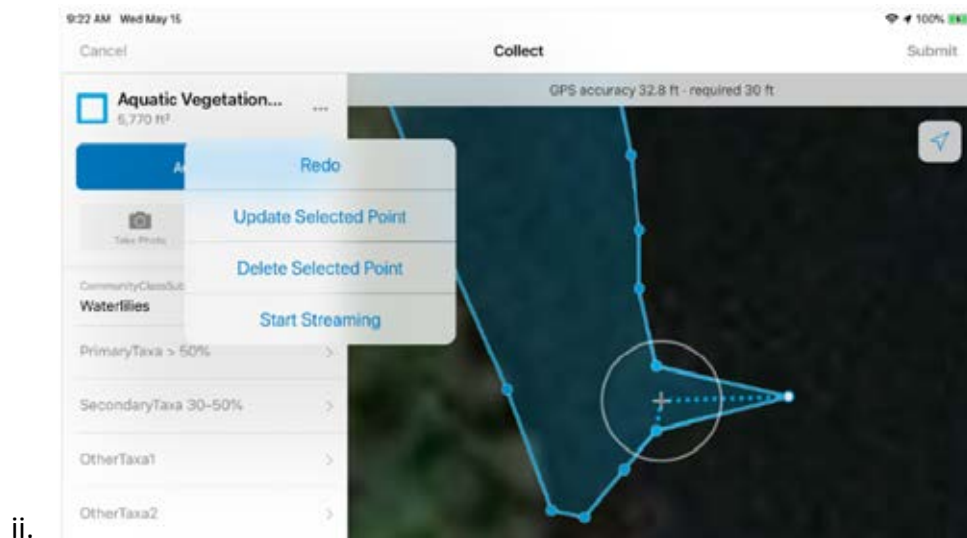 9:22 AM Wed May 15
100%
Cancel
Collect
Submit
Aquatic Vegetation...
5,770 ft²
GPS accuracy 32.8 ft - required 30 ft
Redo
Update Selected Point
Take Photo
Delete Selected Point
Waterlilies
Start Streaming
PrimaryTaxa > 50%
SecondaryTaxa 30-50%
OtherTaxa1
OtherTaxa2
ii.